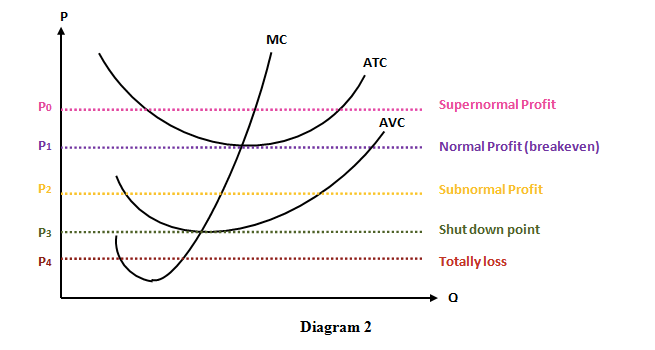 P
MC
ATC
P0 Supernormal Profit
AVC
P1 Normal Profit (breakeven)
P2 Subnormal Profit
P3 Shut down point
P4 Totally loss
Q
Diagram 2